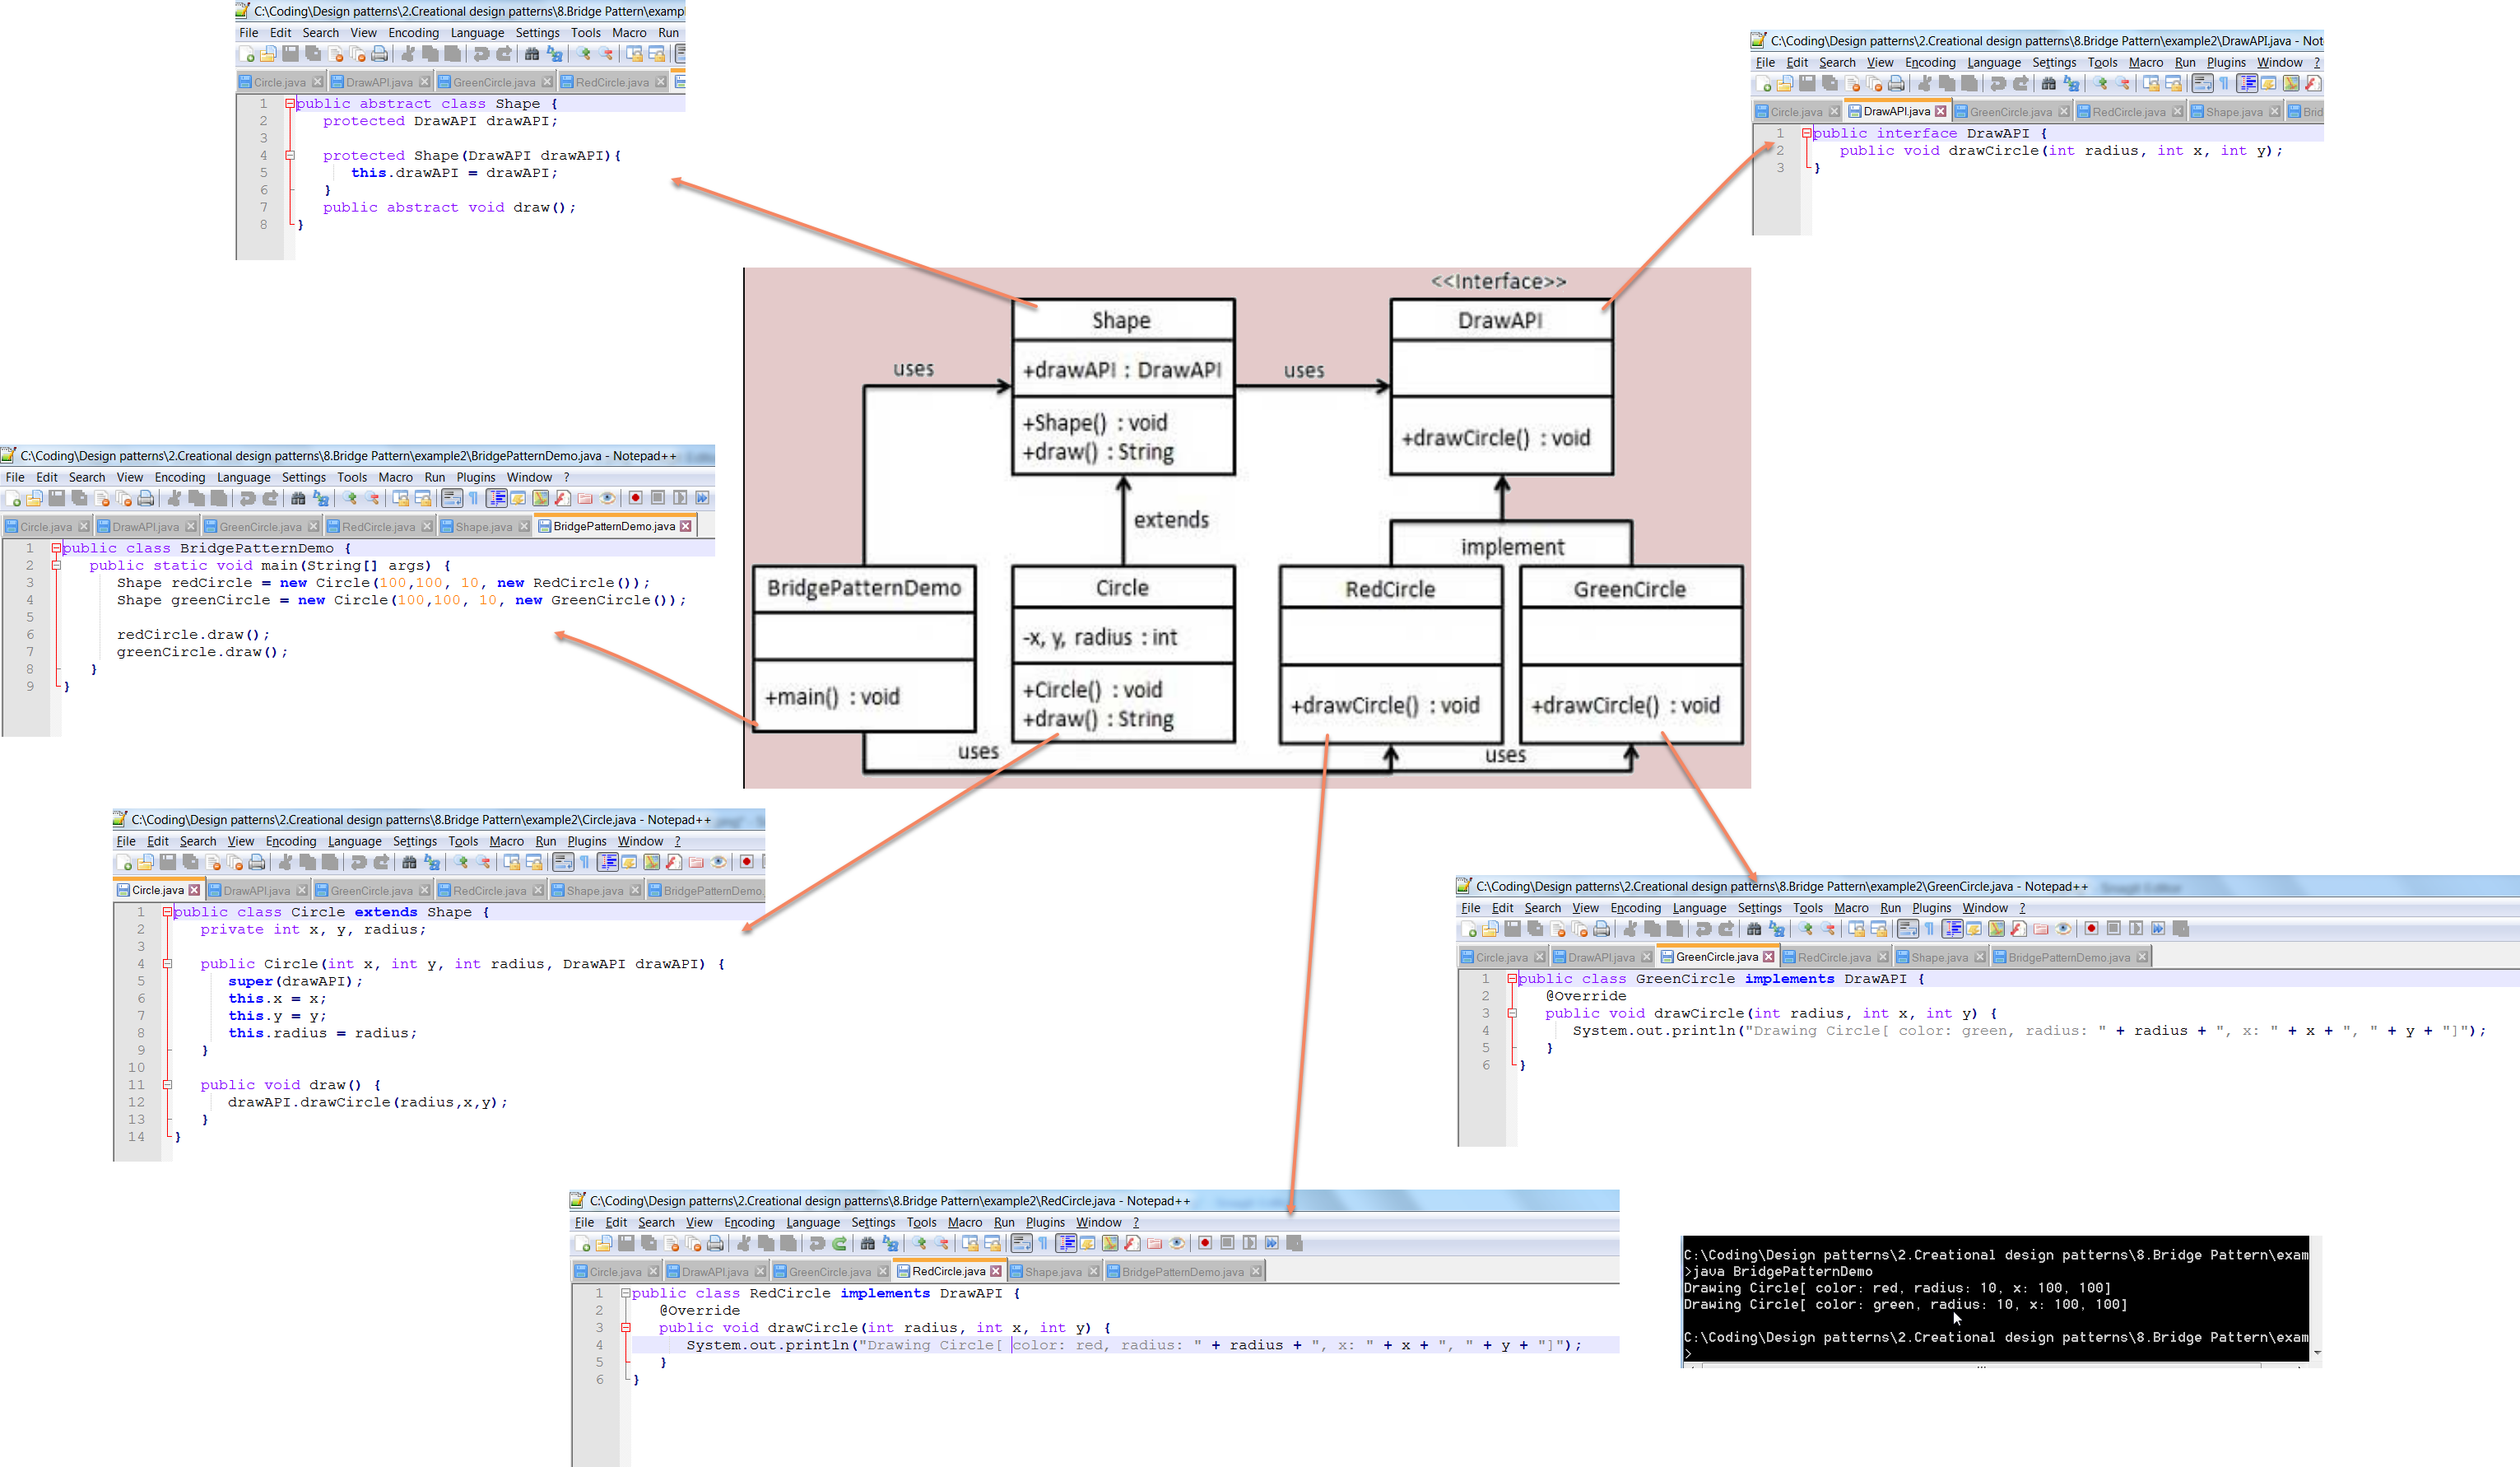 C:\Coding\Design patterns\2.Creational design patterns\8.Bridge Pattern\examp
File Edit Search View Encoding Language Settings Tools Macro Run
Circle.java DrawAPI.java GreenCircle.java RedCircle.java
1 public abstract class Shape {
2 protected DrawAPI drawAPI;
3
4 protected Shape(DrawAPI drawAPI){
5 this.drawAPI = drawAPI;
6 }
7 public abstract void draw();
8 }
C:\Coding\Design patterns\2.Creational design patterns\8.Bridge Pattern\example2\DrawAPI.java - Not
File Edit Search View Encoding Language Settings Tools Macro Run Plugins Window ?
Circle.java DrawAPI.java GreenCircle.java RedCircle.java Shape.java Brid
1 public interface DrawAPI {
2 public void drawCircle(int radius, int x, int y);
3 }
<<Interface>>
Shape
+drawAPI : DrawAPI
+Shape() : void
+draw() : String
DrawAPI
+drawCircle() : void
uses
uses
extends
implement
BridgePatternDemo
+main() : void
Circle
-x, y, radius : int
+Circle() : void
+draw() : String
RedCircle
+drawCircle() : void
GreenCircle
+drawCircle() : void
uses
uses
C:\Coding\Design patterns\2.Creational design patterns\8.Bridge Pattern\example2\BridgePatternDemo.java - Notepad++
File Edit Search View Encoding Language Settings Tools Macro Run Plugins Window ?
Circle.java DrawAPI.java GreenCircle.java RedCircle.java Shape.java BridgePatternDemo.java
1 public class BridgePatternDemo {
2 public static void main(String[] args) {
3 Shape redCircle = new Circle(100,100, 10, new RedCircle());
4 Shape greenCircle = new Circle(100,100, 10, new GreenCircle());
5
6 redCircle.draw();
7 greenCircle.draw();
8 }
9 }
C:\Coding\Design patterns\2.Creational design patterns\8.Bridge Pattern\example2\Circle.java - Notepad++
File Edit Search View Encoding Language Settings Tools Macro Run Plugins Window ?
Circle.java DrawAPI.java GreenCircle.java RedCircle.java Shape.java BridgePatternDemo.
1 public class Circle extends Shape {
2 private int x, y, radius;
3
4 public Circle(int x, int y, int radius, DrawAPI drawAPI) {
5 super(drawAPI);
6 this.x = x;
7 this.y = y;
8 this.radius = radius;
9 }
10
11 public void draw() {
12 drawAPI.drawCircle(radius,x,y);
13 }
14 }
C:\Coding\Design patterns\2.Creational design patterns\8.Bridge Pattern\example2\GreenCircle.java - Notepad++
File Edit Search View Encoding Language Settings Tools Macro Run Plugins Window ?
Circle.java DrawAPI.java GreenCircle.java RedCircle.java Shape.java BridgePatternDemo.java
1 public class GreenCircle implements DrawAPI {
2 @Override
3 public void drawCircle(int radius, int x, int y) {
4 System.out.println("Drawing Circle[ color: green, radius: " + radius + ", x: " + x + ", " + y + "]");
5 }
6 }
C:\Coding\Design patterns\2.Creational design patterns\8.Bridge Pattern\example2\RedCircle.java - Notepad++
File Edit Search View Encoding Language Settings Tools Macro Run Plugins Window ?
Circle.java DrawAPI.java GreenCircle.java RedCircle.java Shape.java BridgePatternDemo.java
1 public class RedCircle implements DrawAPI {
2 @Override
3 public void drawCircle(int radius, int x, int y) {
4 System.out.println("Drawing Circle[ color: red, radius: " + radius + ", x: " + x + ", " + y + "]");
5 }
6 }
C:\Coding\Design patterns\2.Creational design patterns\8.Bridge Pattern\exam
>java BridgePatternDemo
Drawing Circle[ color: red, radius: 10, x: 100, 100]
Drawing Circle[ color: green, radius: 10, x: 100, 100]
C:\Coding\Design patterns\2.Creational design patterns\8.Bridge Pattern\exam
>